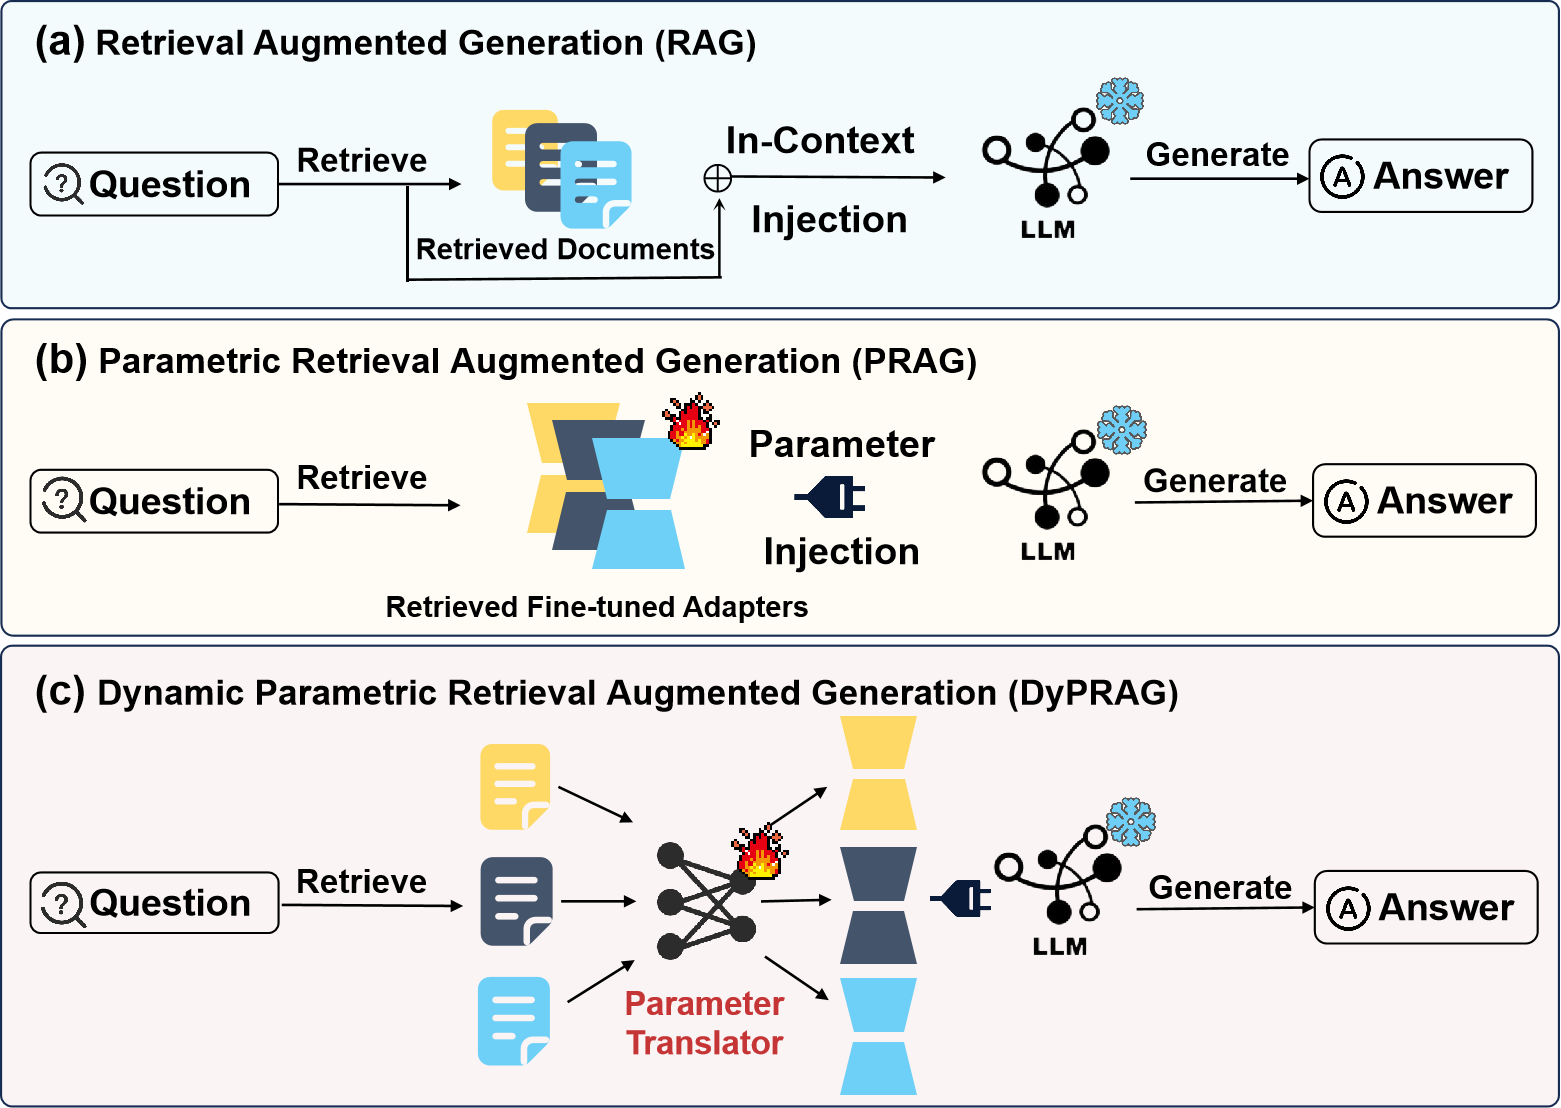 (a) Retrieval Augmented Generation (RAG)
? Question
Retrieve
Retrieved Documents
In-Context
Injection
LLM
Generate
A Answer
(b) Parametric Retrieval Augmented Generation (PRAG)
? Question
Retrieve
Retrieved Fine-tuned Adapters
Parameter
Injection
LLM
Generate
A Answer
(c) Dynamic Parametric Retrieval Augmented Generation (DyPRAG)
? Question
Retrieve
Parameter
Translator
LLM
Generate
A Answer